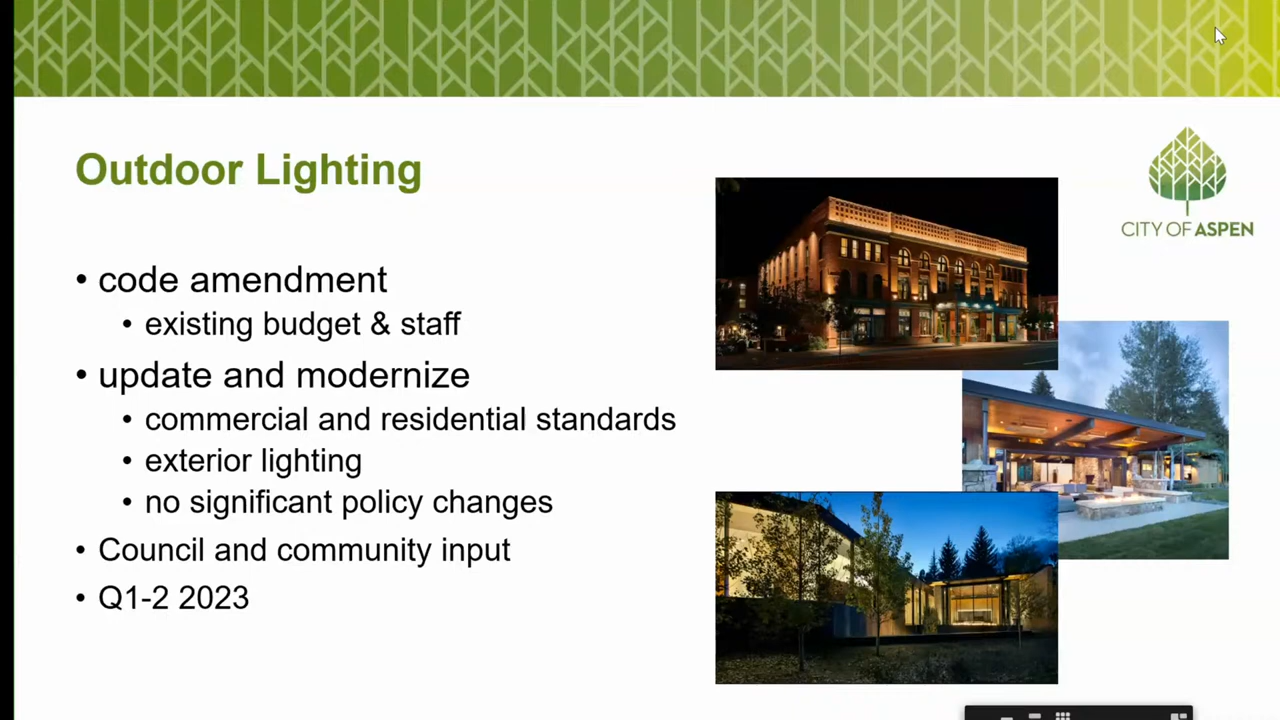 Outdoor Lighting
CITY OF ASPEN
• code amendment
• existing budget & staff
• update and modernize
• commercial and residential standards
• exterior lighting
• no significant policy changes
• Council and community input
• Q1-2 2023